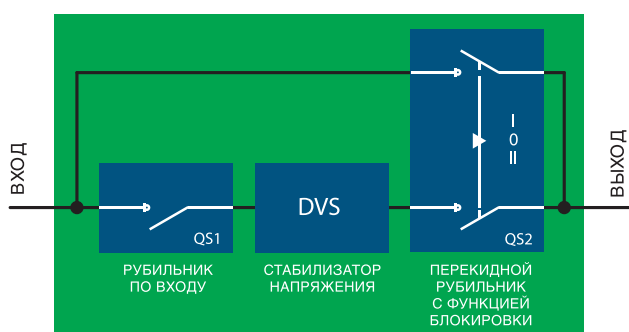 ВХОД
QS1
DVS
I
0
II
QS2
ВЫХОД
РУБИЛЬНИК
ПО ВХОДУ
СТАБИЛИЗАТОР
НАПРЯЖЕНИЯ
ПЕРЕКИДНОЙ
РУБИЛЬНИК
С ФУНКЦИЕЙ
БЛОКИРОВКИ